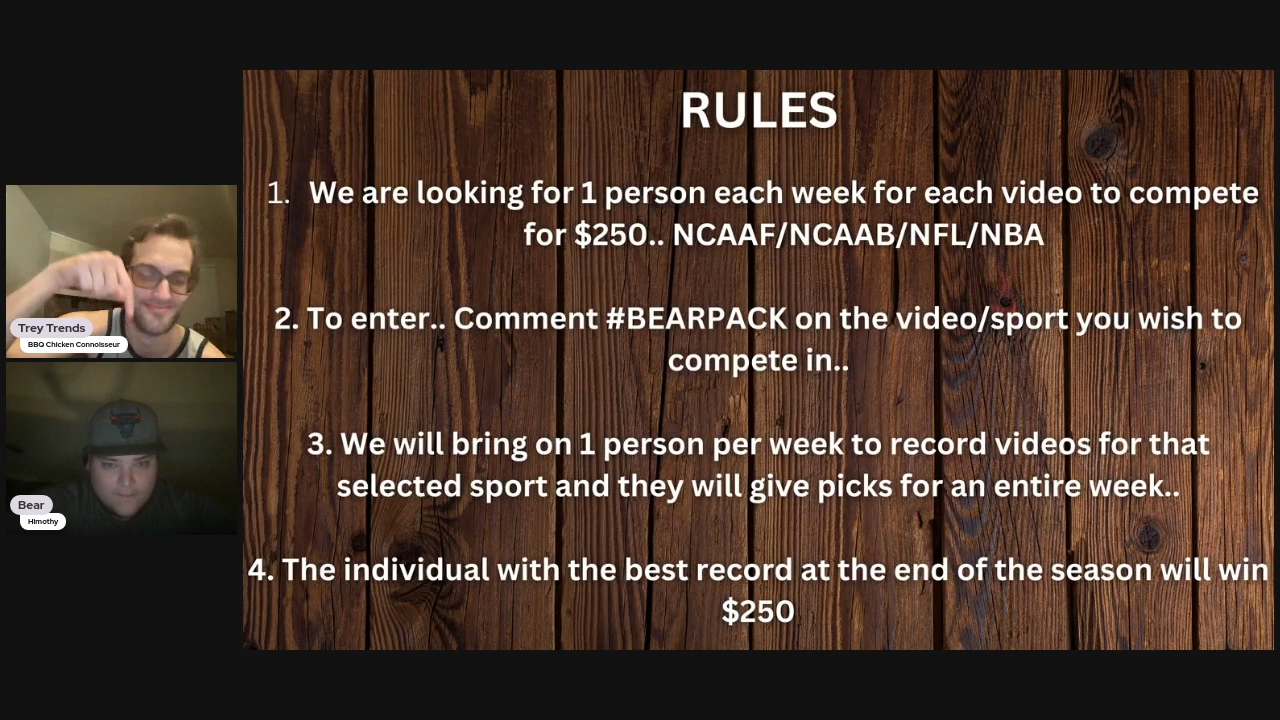 RULES
1. We are looking for 1 person each week for each video to compete
for $250.. NCAAF/NCAAB/NFL/NBA
2. To enter.. Comment #BEARPACK on the video/sport you wish to
compete in..
3. We will bring on 1 person per week to record videos for that
selected sport and they will give picks for an entire week..
4. The individual with the best record at the end of the season will win
$250
Trey Trends
BBQ Chicken Connoisseur
Bear
Himothy